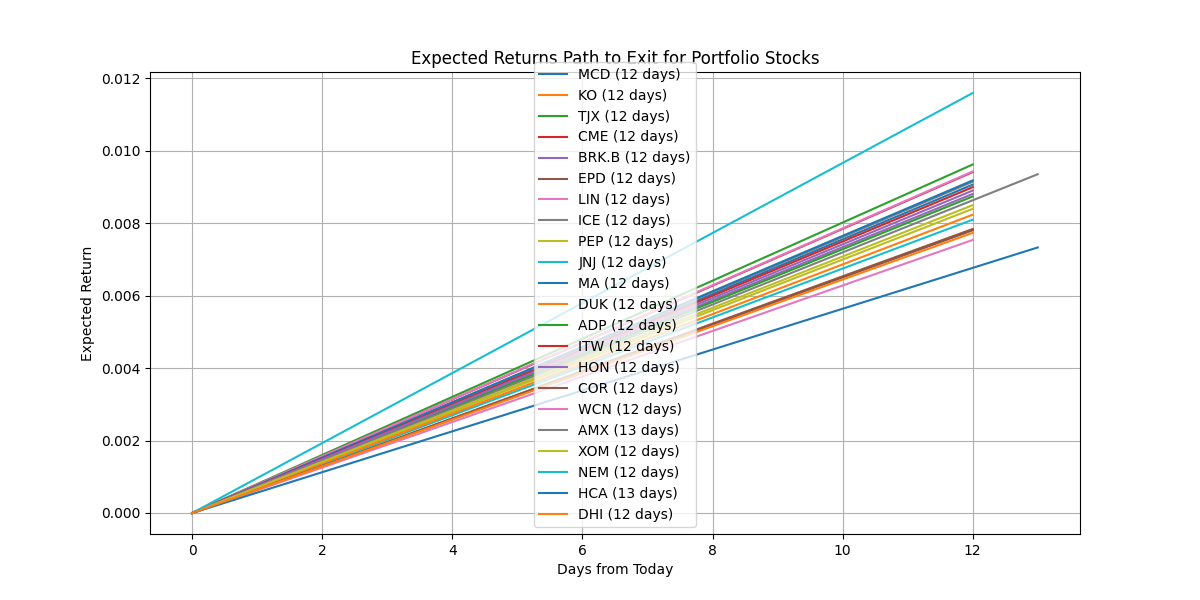 Expected Returns Path to Exit for Portfolio Stocks
MCD (12 days)
KO (12 days)
TJX (12 days)
CME (12 days)
BRK.B (12 days)
EPD (12 days)
LIN (12 days)
ICE (12 days)
PEP (12 days)
JNJ (12 days)
MA (12 days)
DUK (12 days)
ADP (12 days)
ITW (12 days)
HON (12 days)
COR (12 days)
WCN (12 days)
AMX (13 days)
XOM (12 days)
NEM (12 days)
HCA (13 days)
DHI (12 days)
Expected Return
0.012
0.010
0.008
0.006
0.004
0.002
0.000
0 2 4 6 8 10 12
Days from Today